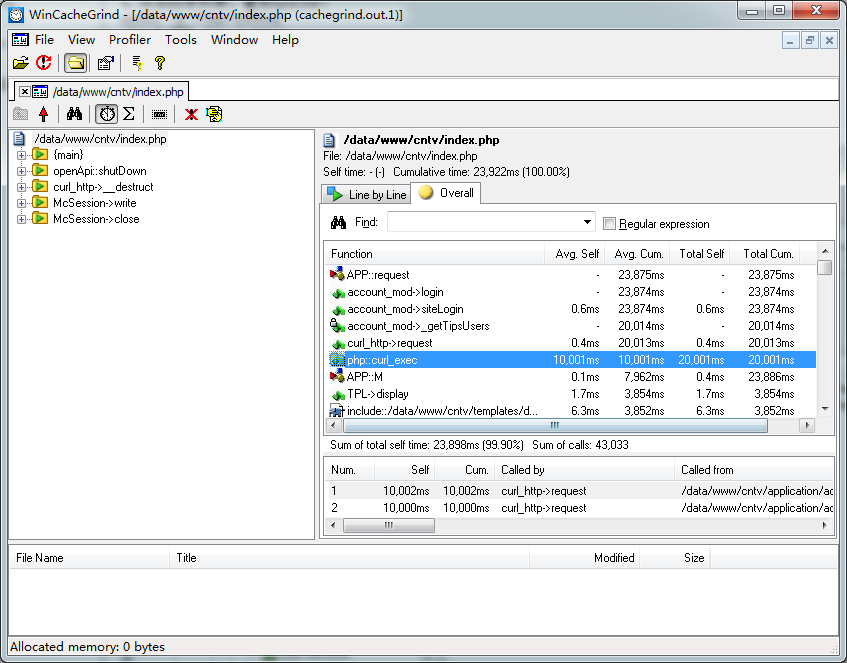 WinCacheGrind - [/data/www/cntv/index.php (cachegrind.out.1)]
File View Profiler Tools Window Help
/data/www/cntv/index.php
/data/www/cntv/index.php
{main}
openApi::shutDown
curl_http->__destruct
McSession->write
McSession->close
/data/www/cntv/index.php
File: /data/www/cntv/index.php
Self time: - (-) Cumulative time: 23,922ms (100.00%)
Line by Line Overall
Find: Regular expression
Function Avg. Self Avg. Cum. Total Self Total Cum.
APP::request - 23,875ms - 23,875ms
account_mod->login - 23,874ms - 23,874ms
account_mod->siteLogin 0.6ms 23,874ms 0.6ms 23,874ms
account_mod->_getTipsUsers - 20,014ms - 20,014ms
curl_http->request 0.4ms 20,013ms 0.4ms 20,013ms
php::curl_exec 10,001ms 10,001ms 20,001ms 20,001ms
APP::M 0.1ms 7,962ms 0.4ms 23,886ms
TPL->display 1.7ms 3,854ms 1.7ms 3,854ms
include::/data/www/cntv/templates/d... 6.3ms 3,852ms 6.3ms 3,852ms
Sum of total self time: 23,898ms (99.90%) Sum of calls: 43,033
Num. Self Cum. Called by Called from
1 10,002ms 10,002ms curl_http->request /data/www/cntv/application/ad
2 10,000ms 10,000ms curl_http->request /data/www/cntv/application/ad
File Name Title Modified Size
Allocated memory: 0 bytes